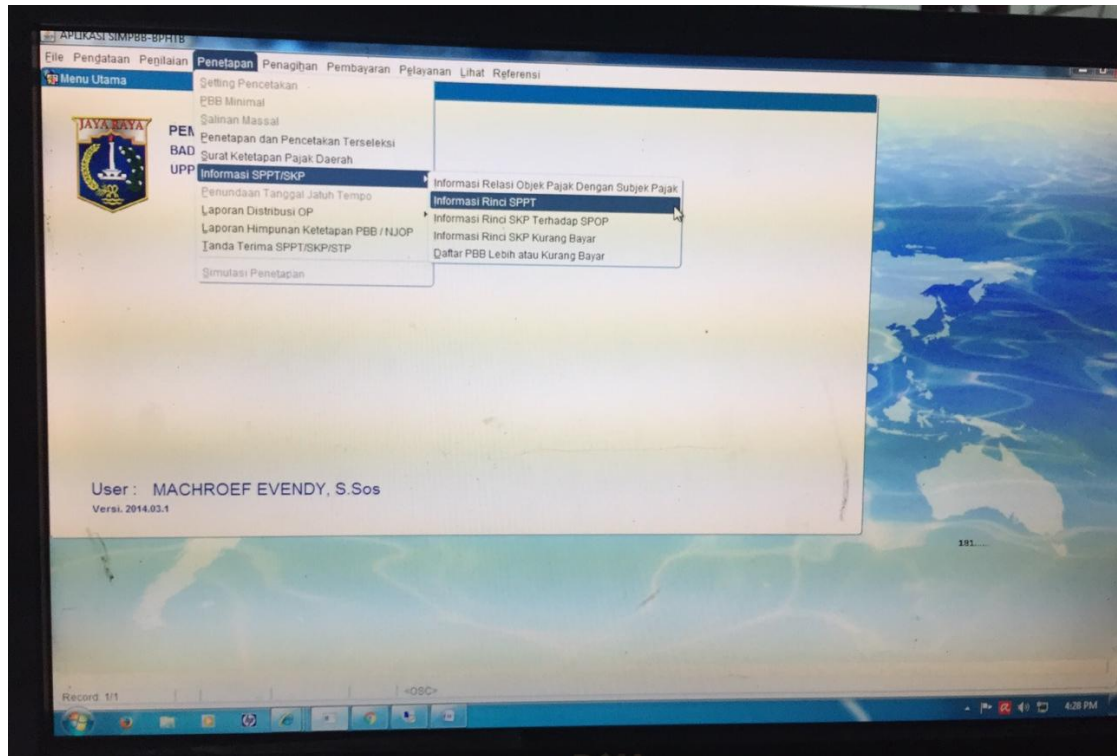 APLIKASI SIMPBB-BPHTB
File Pendataan Penilaian Penetapan Penagihan Pembayaran Pelayanan Lihat Referensi
Menu Utama
JAYA RAYA
PEM
BAD
UPP
Setting Pencetakan
PBB Minimal
Salinan Massal
Penetapan dan Pencetakan Terseleksi
Surat Ketetapan Pajak Daerah
Informasi SPPT/SKP
Penundaan Tanggal Jatuh Tempo
Laporan Distribusi OP
Laporan Himpunan Ketetapan PBB / NJOP
Tanda Terima SPPT/SKP/STP
Simulasi Penetapan
Informasi Relasi Objek Pajak Dengan Subjek Pajak
Informasi Rinci SPPT
Informasi Rinci SKP Terhadap SPOP
Informasi Rinci SKP Kurang Bayar
Daftar PBB Lebih atau Kurang Bayar
User : MACHROEF EVENDY, S.Sos
Versi. 2014.03.1
181.....
Record: 1/1 <OSC>
4:28 PM